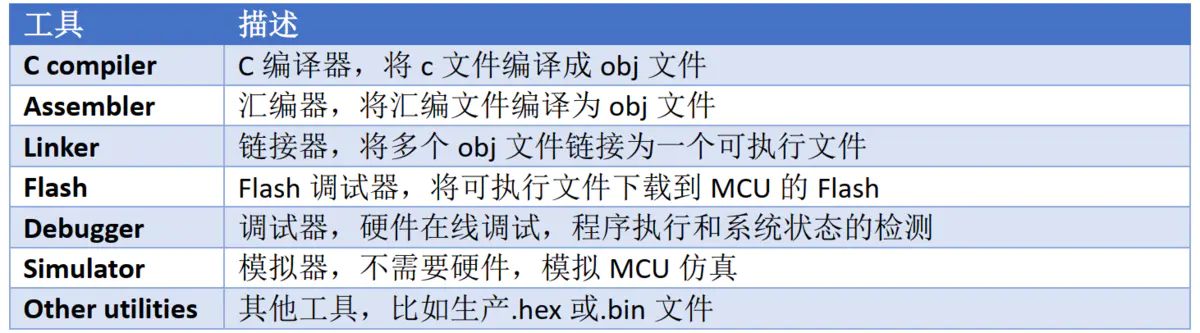 工具 描述
C compiler C 编译器，将 c 文件编译成 obj 文件
Assembler 汇编器，将汇编文件编译为 obj 文件
Linker 链接器，将多个 obj 文件链接为一个可执行文件
Flash Flash 调试器，将可执行文件下载到 MCU 的 Flash
Debugger 调试器，硬件在线调试，程序执行和系统状态的检测
Simulator 模拟器，不需要硬件，模拟 MCU 仿真
Other utilities 其他工具，比如生产.hex 或.bin 文件